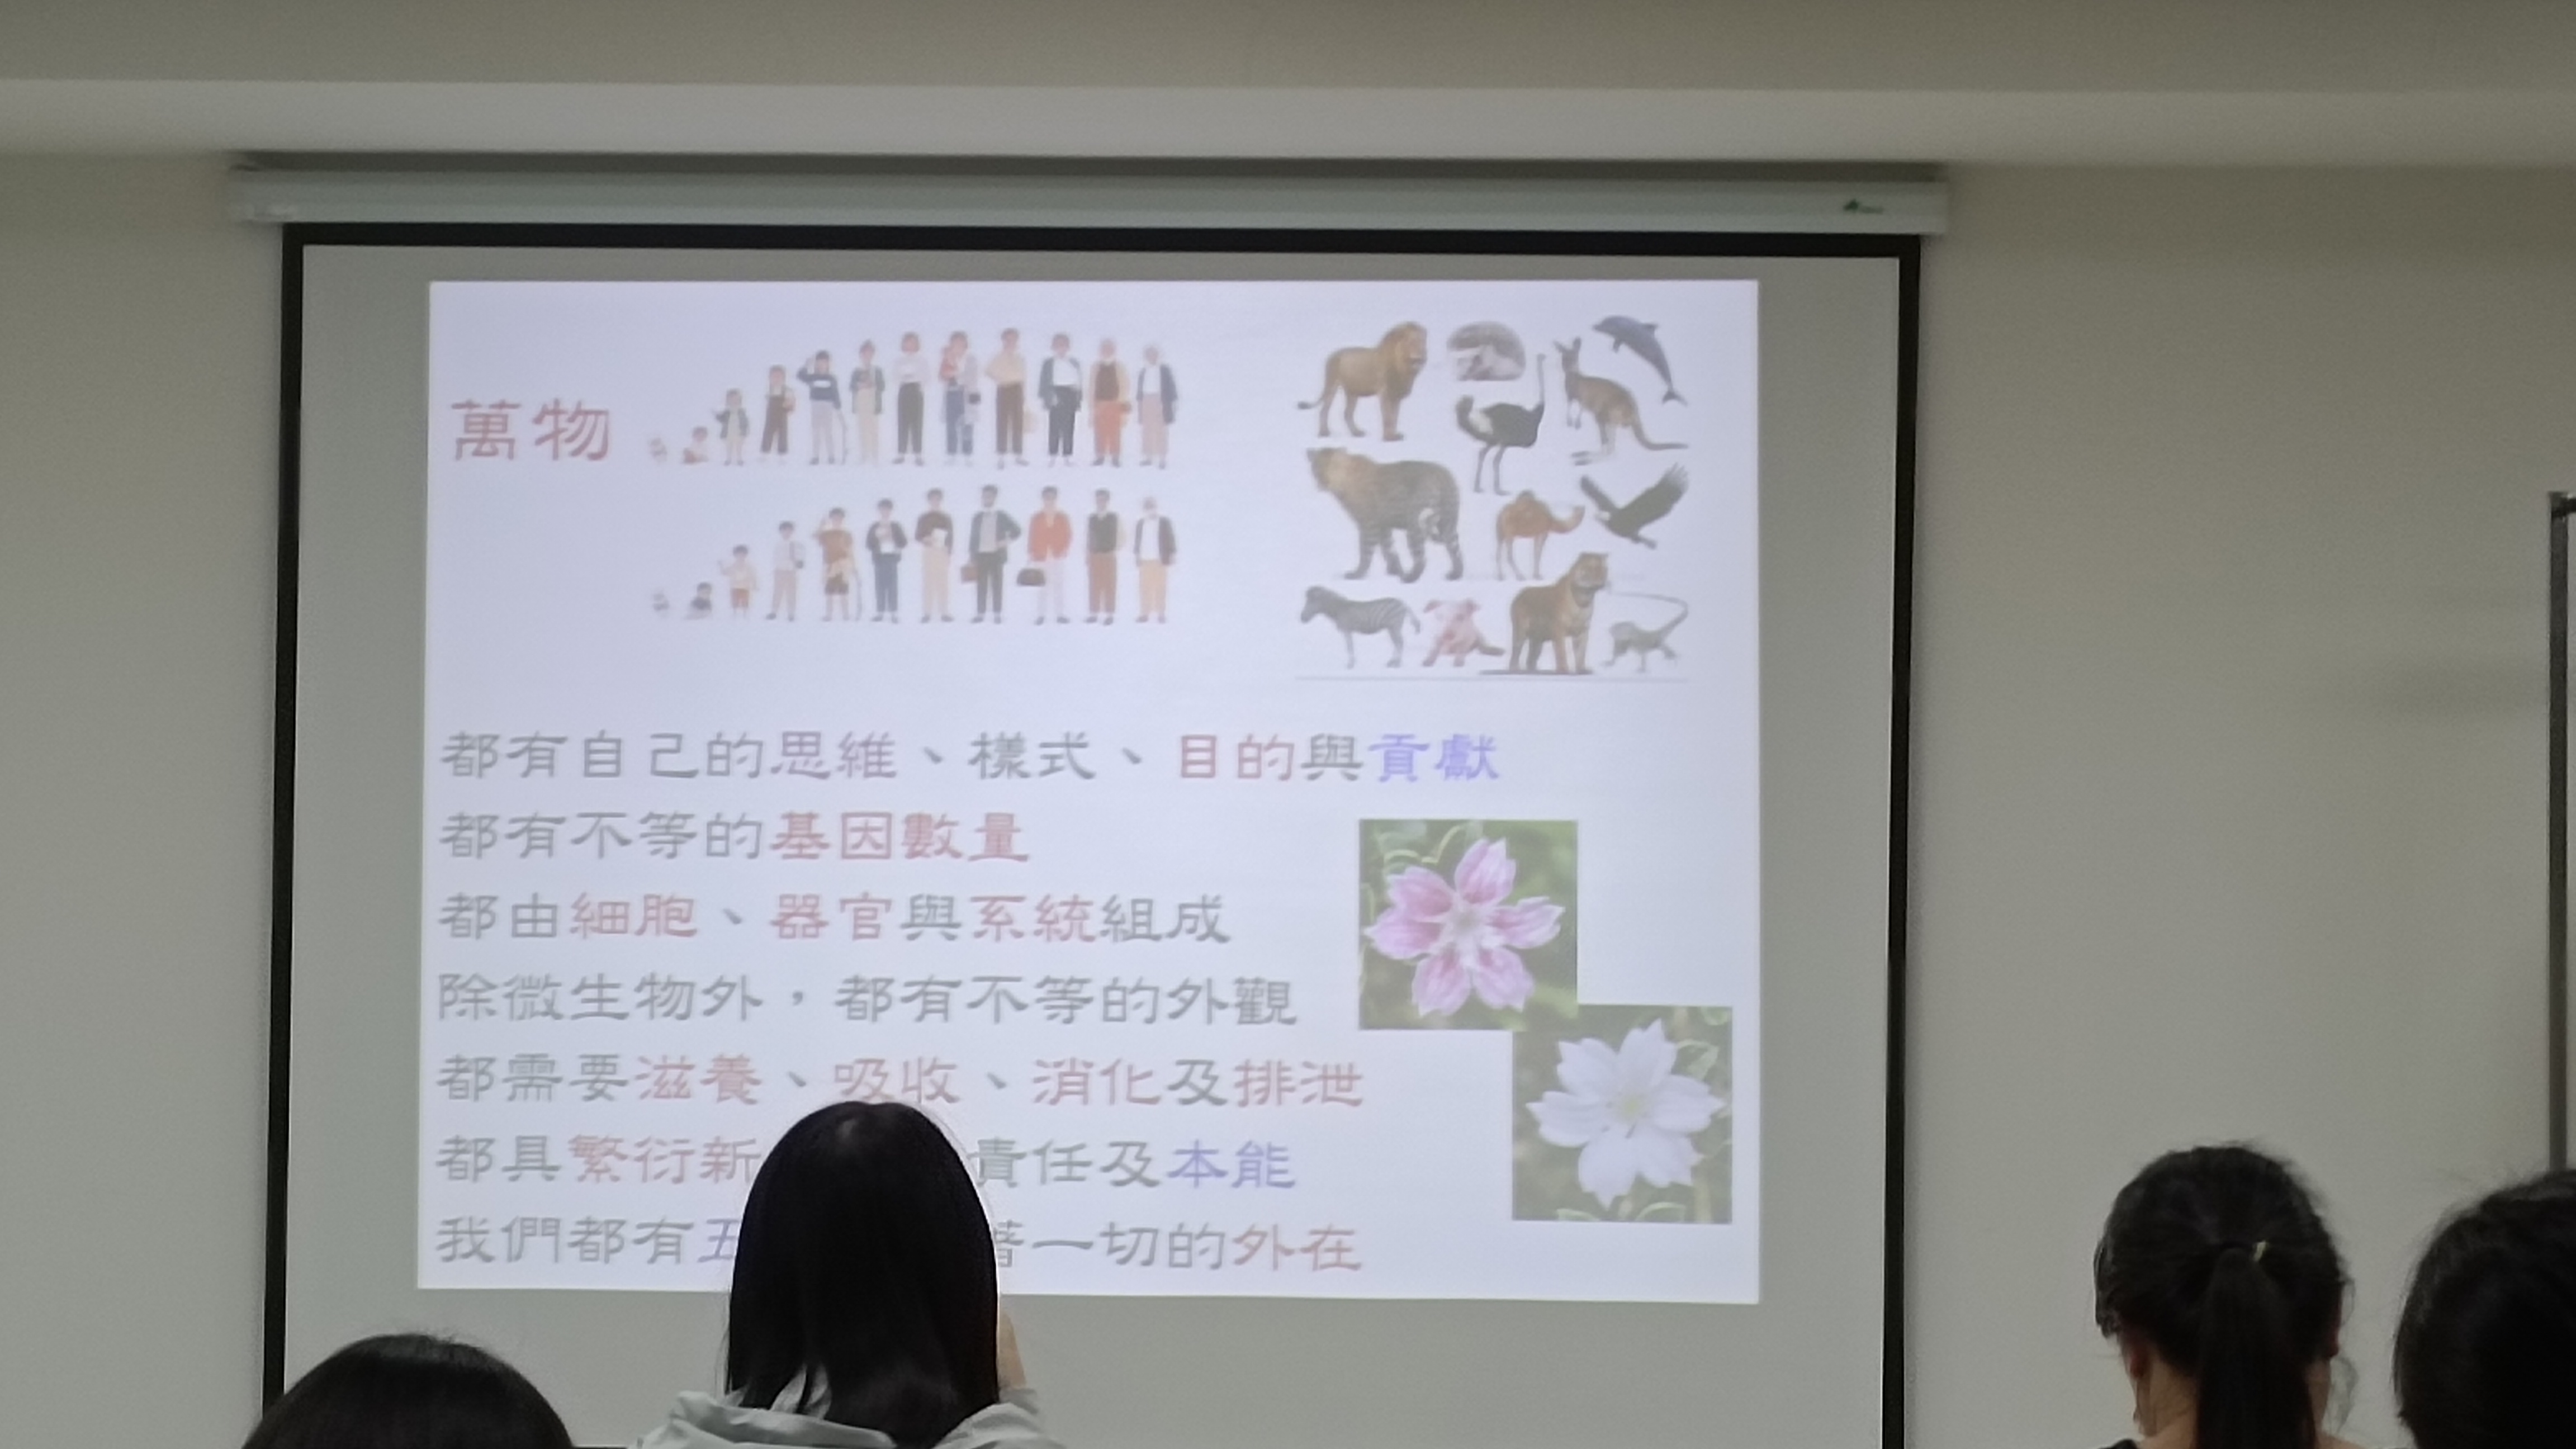 萬物
都有自己的思維、樣式、目的與貢獻
都有不等的基因數量
都由細胞、器官與系統組成
除微生物外，都有不等的外觀
都需要滋養、吸收、消化及排泄
都具繁衍新 責任及本能
我們都有五 一切的外在